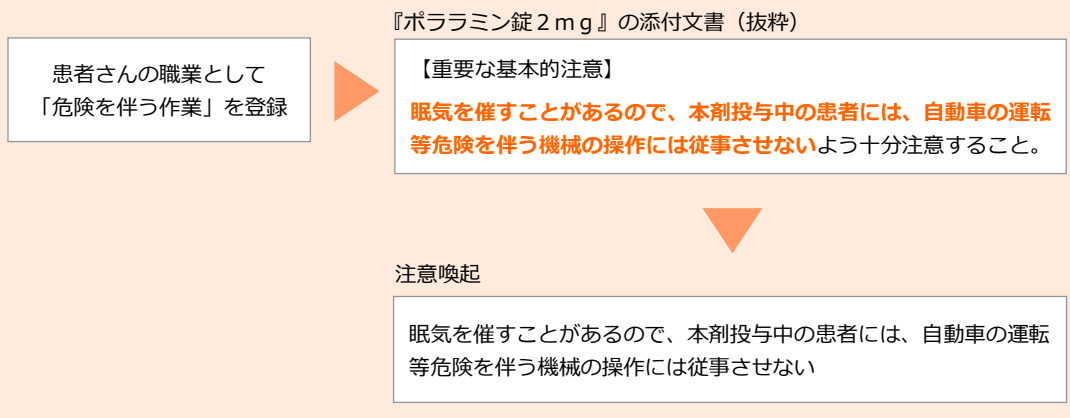 患者さんの職業として
「危険を伴う作業」を登録
『ポララミン錠２ｍｇ』の添付文書（抜粋）
【重要な基本的注意】
眠気を催すことがあるので、本剤投与中の患者には、自動車の運転
等危険を伴う機械の操作には従事させないよう十分注意すること。
注意喚起
眠気を催すことがあるので、本剤投与中の患者には、自動車の運転
等危険を伴う機械の操作には従事させない